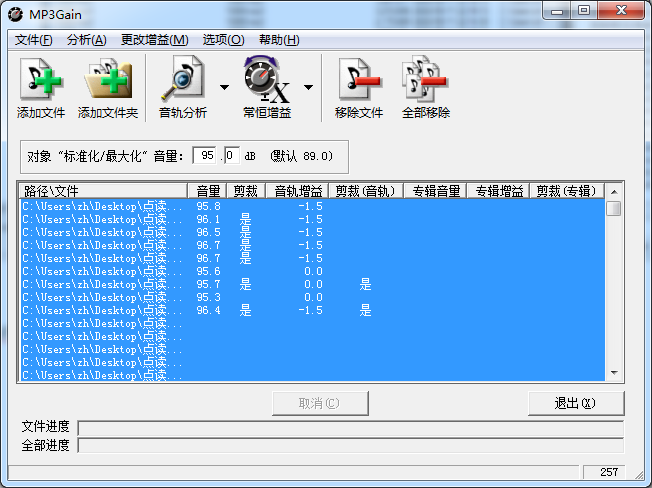 MP3Gain
文件(F) 分析(A) 更改增益(M) 选项(O) 帮助(H)
添加文件 添加文件夹 音轨分析 常恒增益 移除文件 全部移除
对象 “标准化/最大化” 音量: 95 .0 dB (默认 89.0)
路径\文件 音量 剪裁 音轨增益 剪裁(音轨) 专辑音量 专辑增益 剪裁(专辑)
C:\Users\zh\Desktop\点读... 95.8 -1.5
C:\Users\zh\Desktop\点读... 96.1 是 -1.5
C:\Users\zh\Desktop\点读... 96.5 是 -1.5
C:\Users\zh\Desktop\点读... 96.7 是 -1.5
C:\Users\zh\Desktop\点读... 96.7 是 -1.5
C:\Users\zh\Desktop\点读... 95.6 0.0
C:\Users\zh\Desktop\点读... 95.7 是 0.0 是
C:\Users\zh\Desktop\点读... 95.3 0.0
C:\Users\zh\Desktop\点读... 96.4 是 -1.5 是
C:\Users\zh\Desktop\点读...
C:\Users\zh\Desktop\点读...
C:\Users\zh\Desktop\点读...
C:\Users\zh\Desktop\点读...
C:\Users\zh\Desktop\点读...
取消(C) 退出(X)
文件进度
全部进度
257